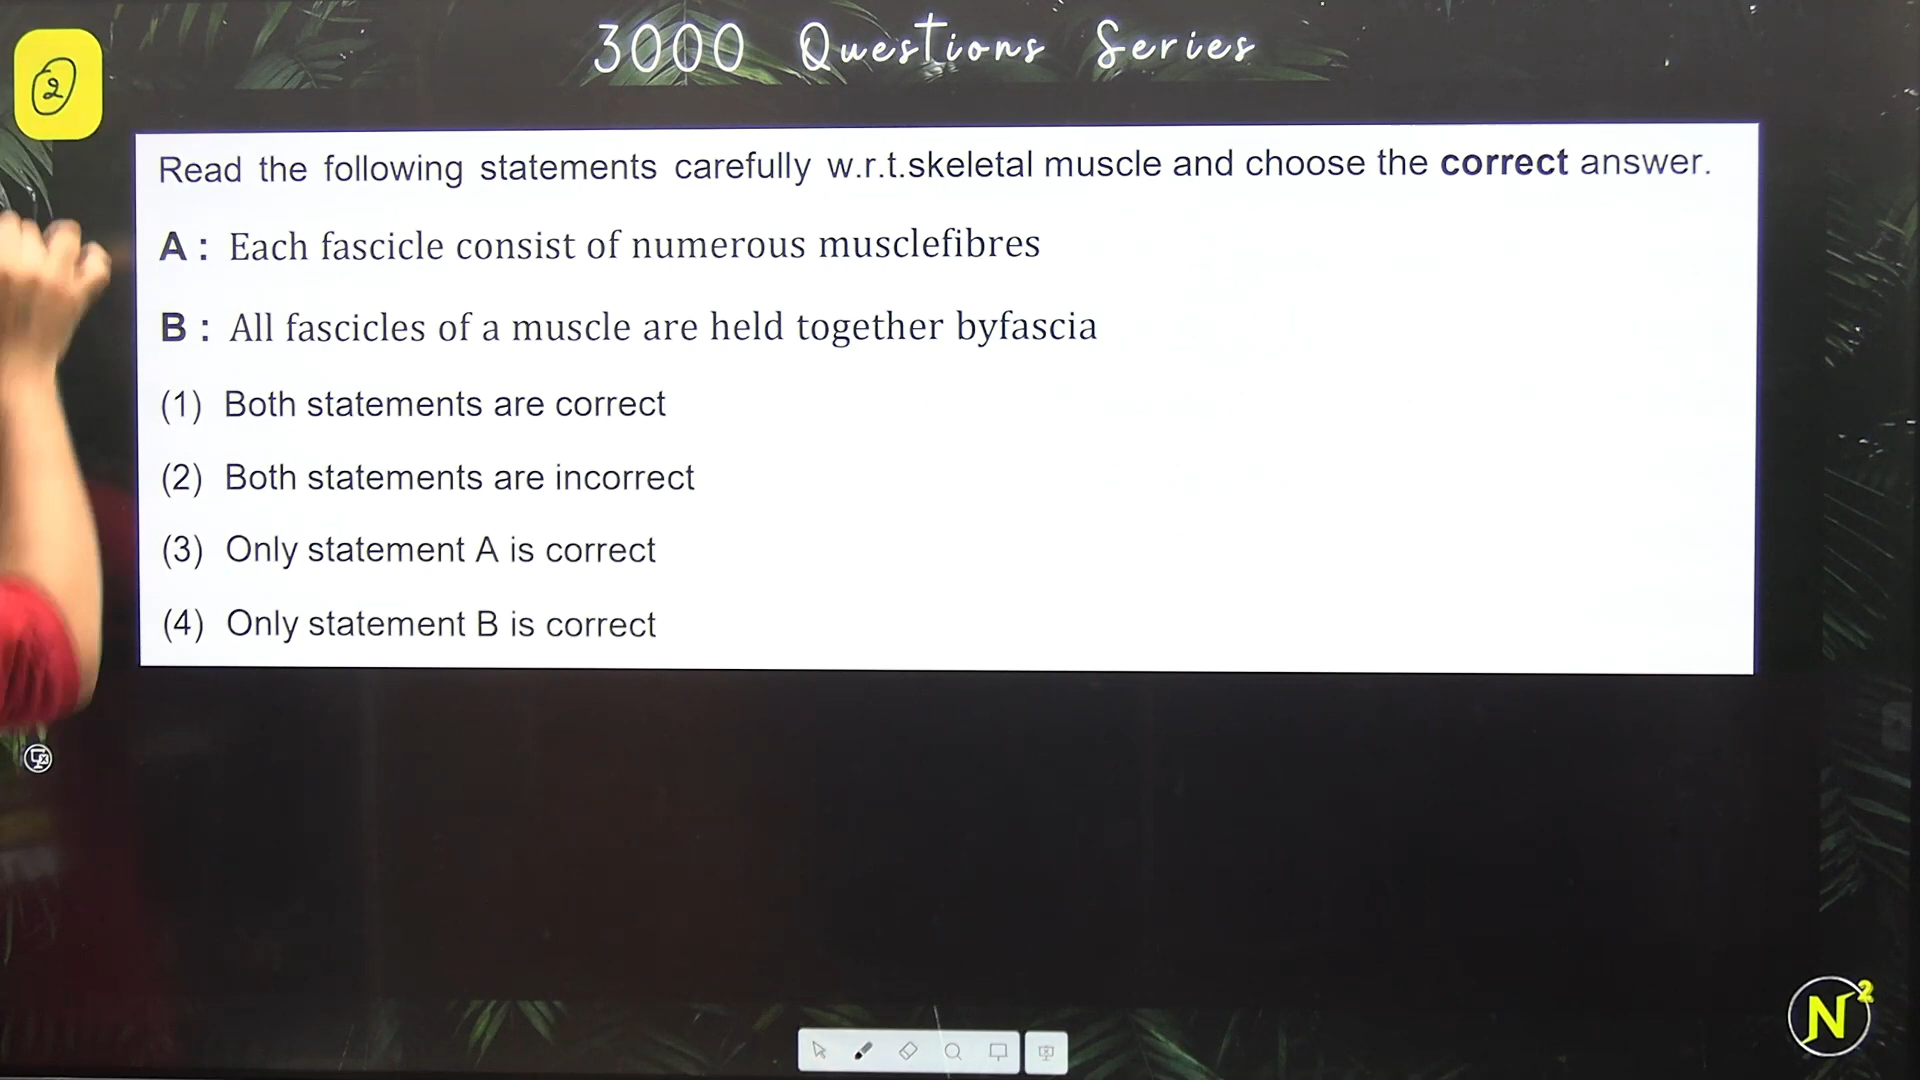 3000 Questions Series
2
Read the following statements carefully w.r.t.skeletal muscle and choose the correct answer.
A : Each fascicle consist of numerous musclefibres
B : All fascicles of a muscle are held together byfascia
(1) Both statements are correct
(2) Both statements are incorrect
(3) Only statement A is correct
(4) Only statement B is correct
N2